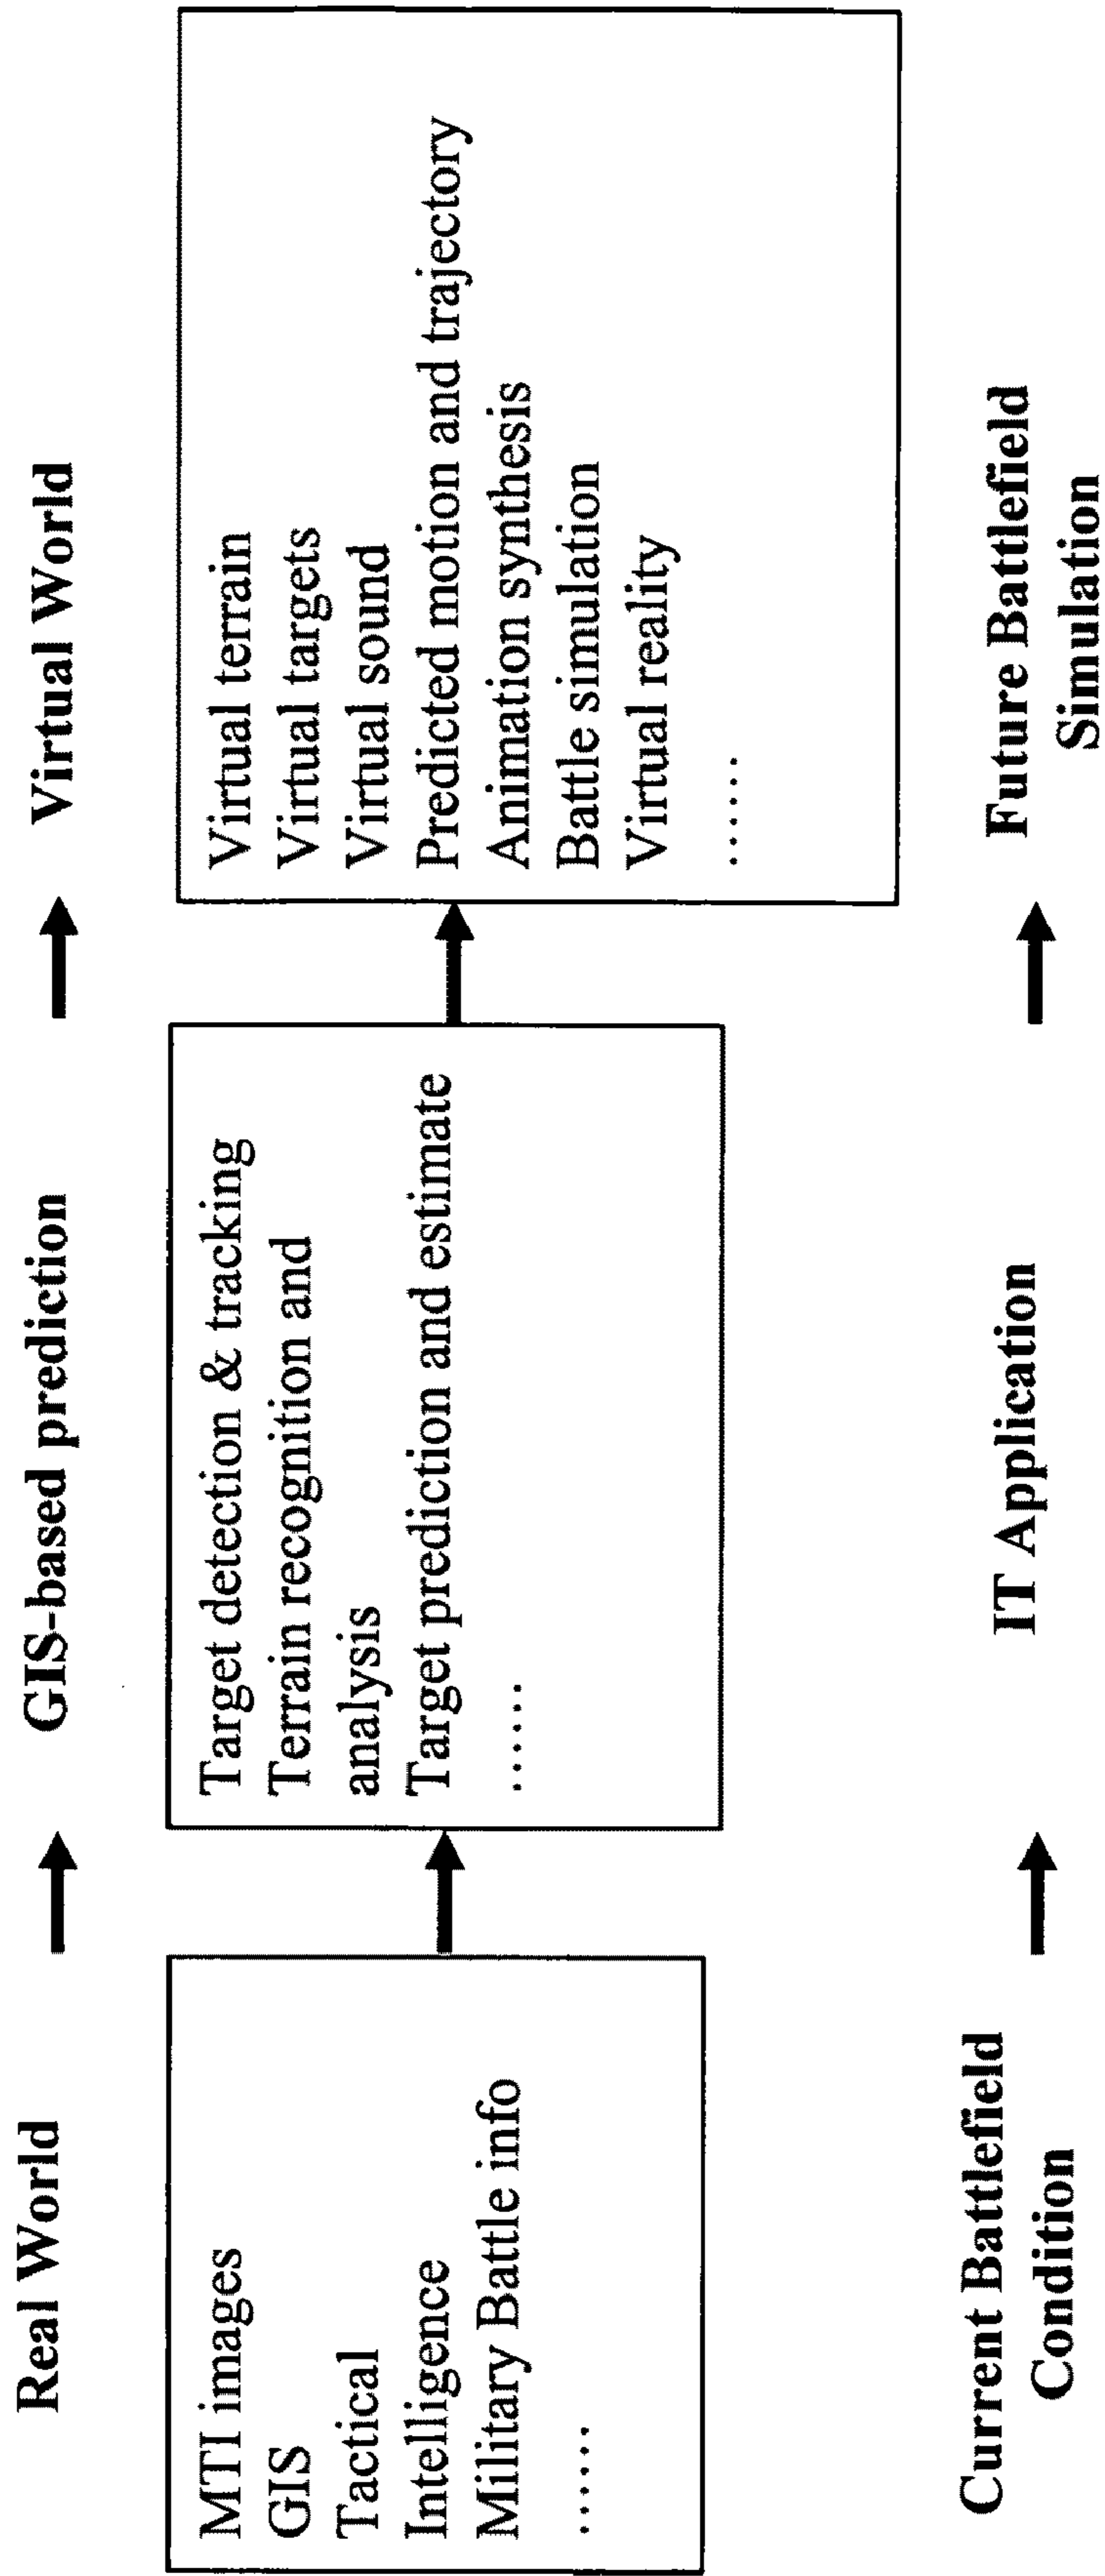 Real World
GIS-based prediction
Virtual World
MTI images
GIS
Tactical
Intelligence
Military Battle info
......
Target detection & tracking
Terrain recognition and
analysis
Target prediction and estimate
......
Virtual terrain
Virtual targets
Virtual sound
Predicted motion and trajectory
Animation synthesis
Battle simulation
Virtual reality
......
Current Battlefield
Condition
IT Application
Future Battlefield
Simulation